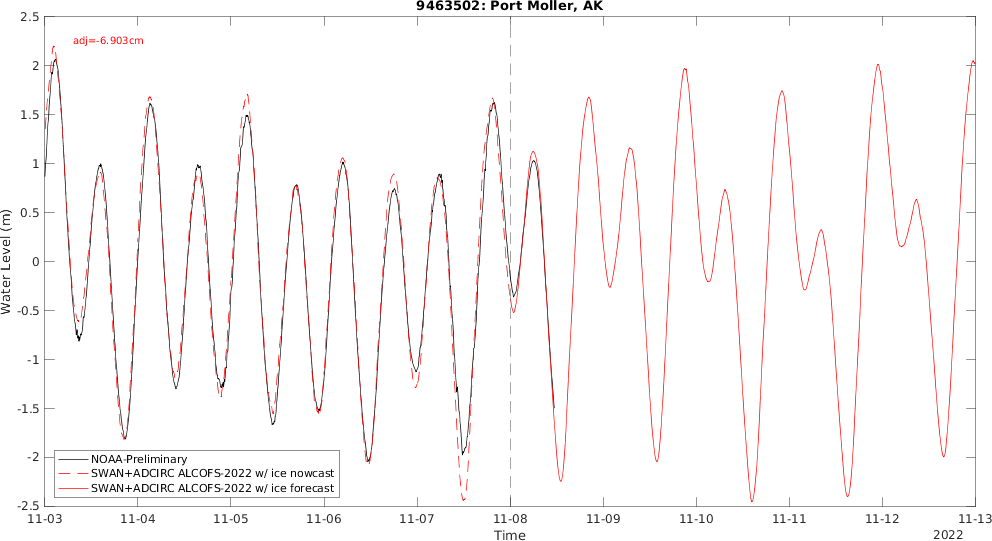 9463502: Port Moller, AK
adj=-6.903cm
Water Level (m)
2.5
2
1.5
1
0.5
0
-0.5
-1
-1.5
-2
-2.5
NOAA-Preliminary
SWAN+ADCIRC ALCOFS-2022 w/ ice nowcast
SWAN+ADCIRC ALCOFS-2022 w/ ice forecast
11-03 11-04 11-05 11-06 11-07 11-08 11-09 11-10 11-11 11-12 11-13
Time
2022